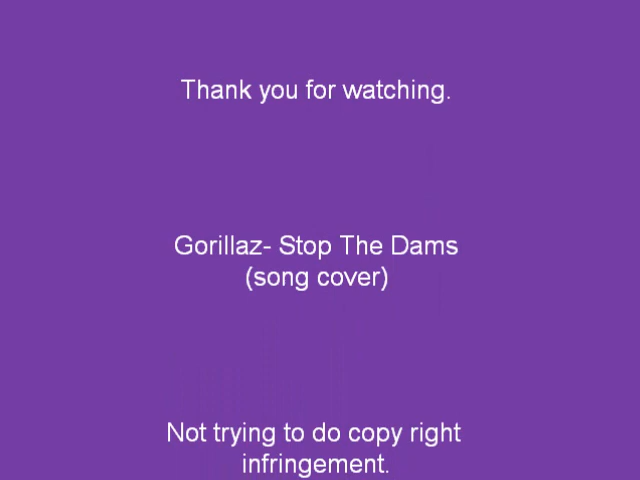 Thank you for watching.
Gorillaz- Stop The Dams
(song cover)
Not trying to do copy right
infringement.